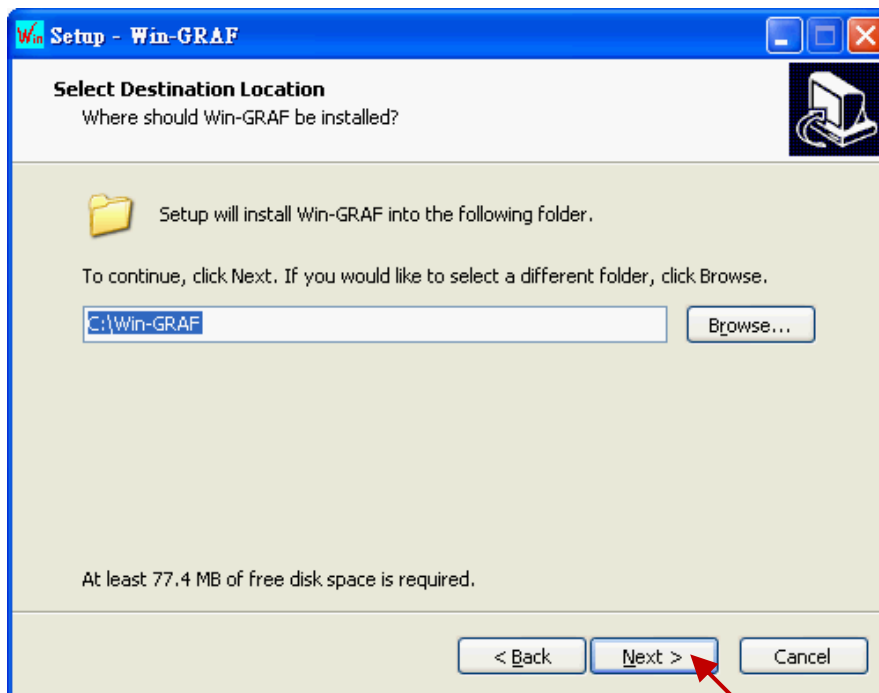 Win Setup - Win-GRAF
Select Destination Location
Where should Win-GRAF be installed?
Setup will install Win-GRAF into the following folder.
To continue, click Next. If you would like to select a different folder, click Browse.
C:\Win-GRAF Browse...
At least 77.4 MB of free disk space is required.
< Back Next > Cancel